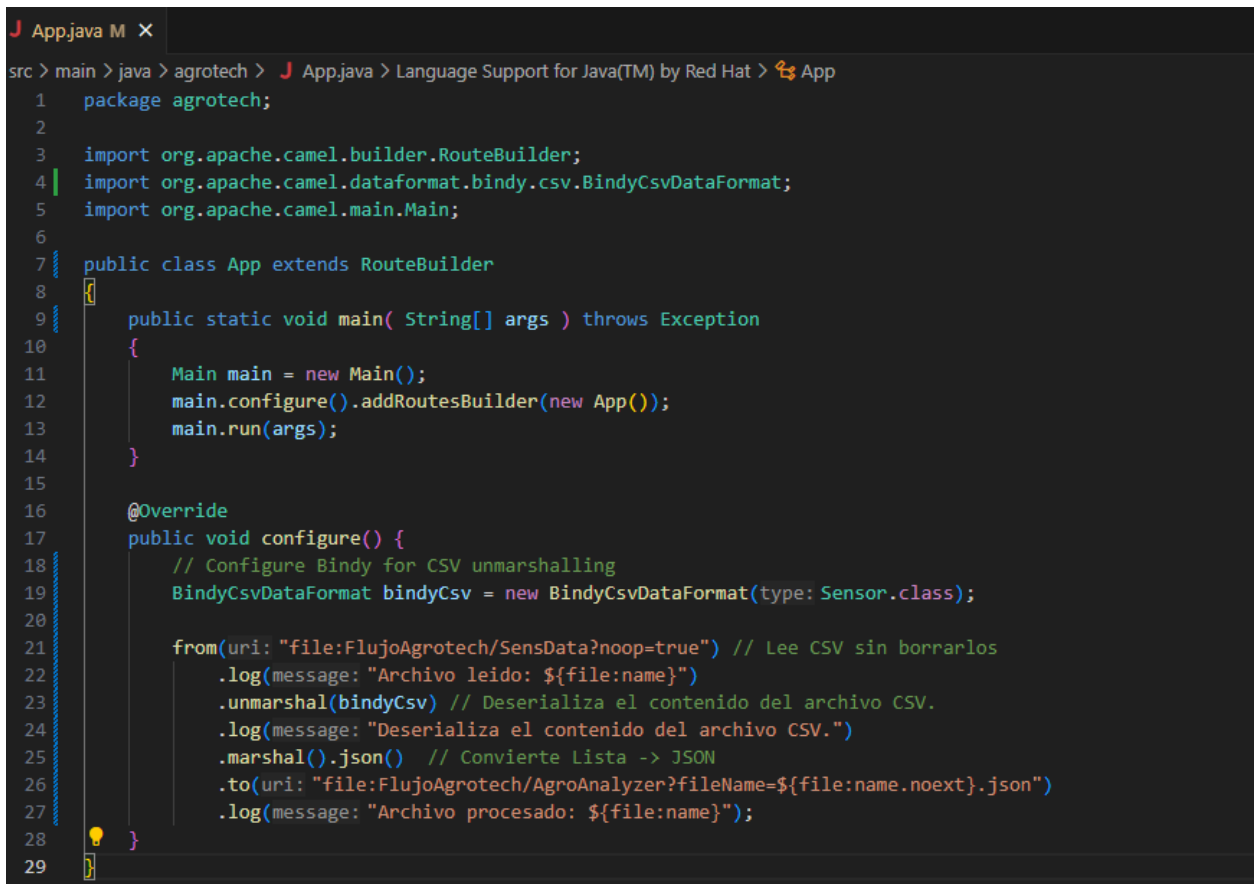 J App.java M ×
src > main > java > agrotech > J App.java > Language Support for Java(TM) by Red Hat > App
1 package agrotech;
2
3 import org.apache.camel.builder.RouteBuilder;
4 import org.apache.camel.dataformat.bindy.csv.BindyCsvDataFormat;
5 import org.apache.camel.main.Main;
6
7 public class App extends RouteBuilder
8 {
9     public static void main( String[] args ) throws Exception
10     {
11         Main main = new Main();
12         main.configure().addRoutesBuilder(new App());
13         main.run(args);
14     }
15
16     @Override
17     public void configure() {
18         // Configure Bindy for CSV unmarshalling
19         BindyCsvDataFormat bindyCsv = new BindyCsvDataFormat(type: Sensor.class);
20
21         from(uri: "file:FlujoAgrotech/SensData?noop=true") // Lee CSV sin borrarlos
22             .log(message: "Archivo leido: ${file:name}")
23             .unmarshal(bindyCsv) // Deserializa el contenido del archivo CSV.
24             .log(message: "Deserializa el contenido del archivo CSV.")
25             .marshal().json()  // Convierte Lista -> JSON
26             .to(uri: "file:FlujoAgrotech/AgroAnalyzer?fileName=${file:name.noext}.json")
27             .log(message: "Archivo procesado: ${file:name}");
28     }
29 }